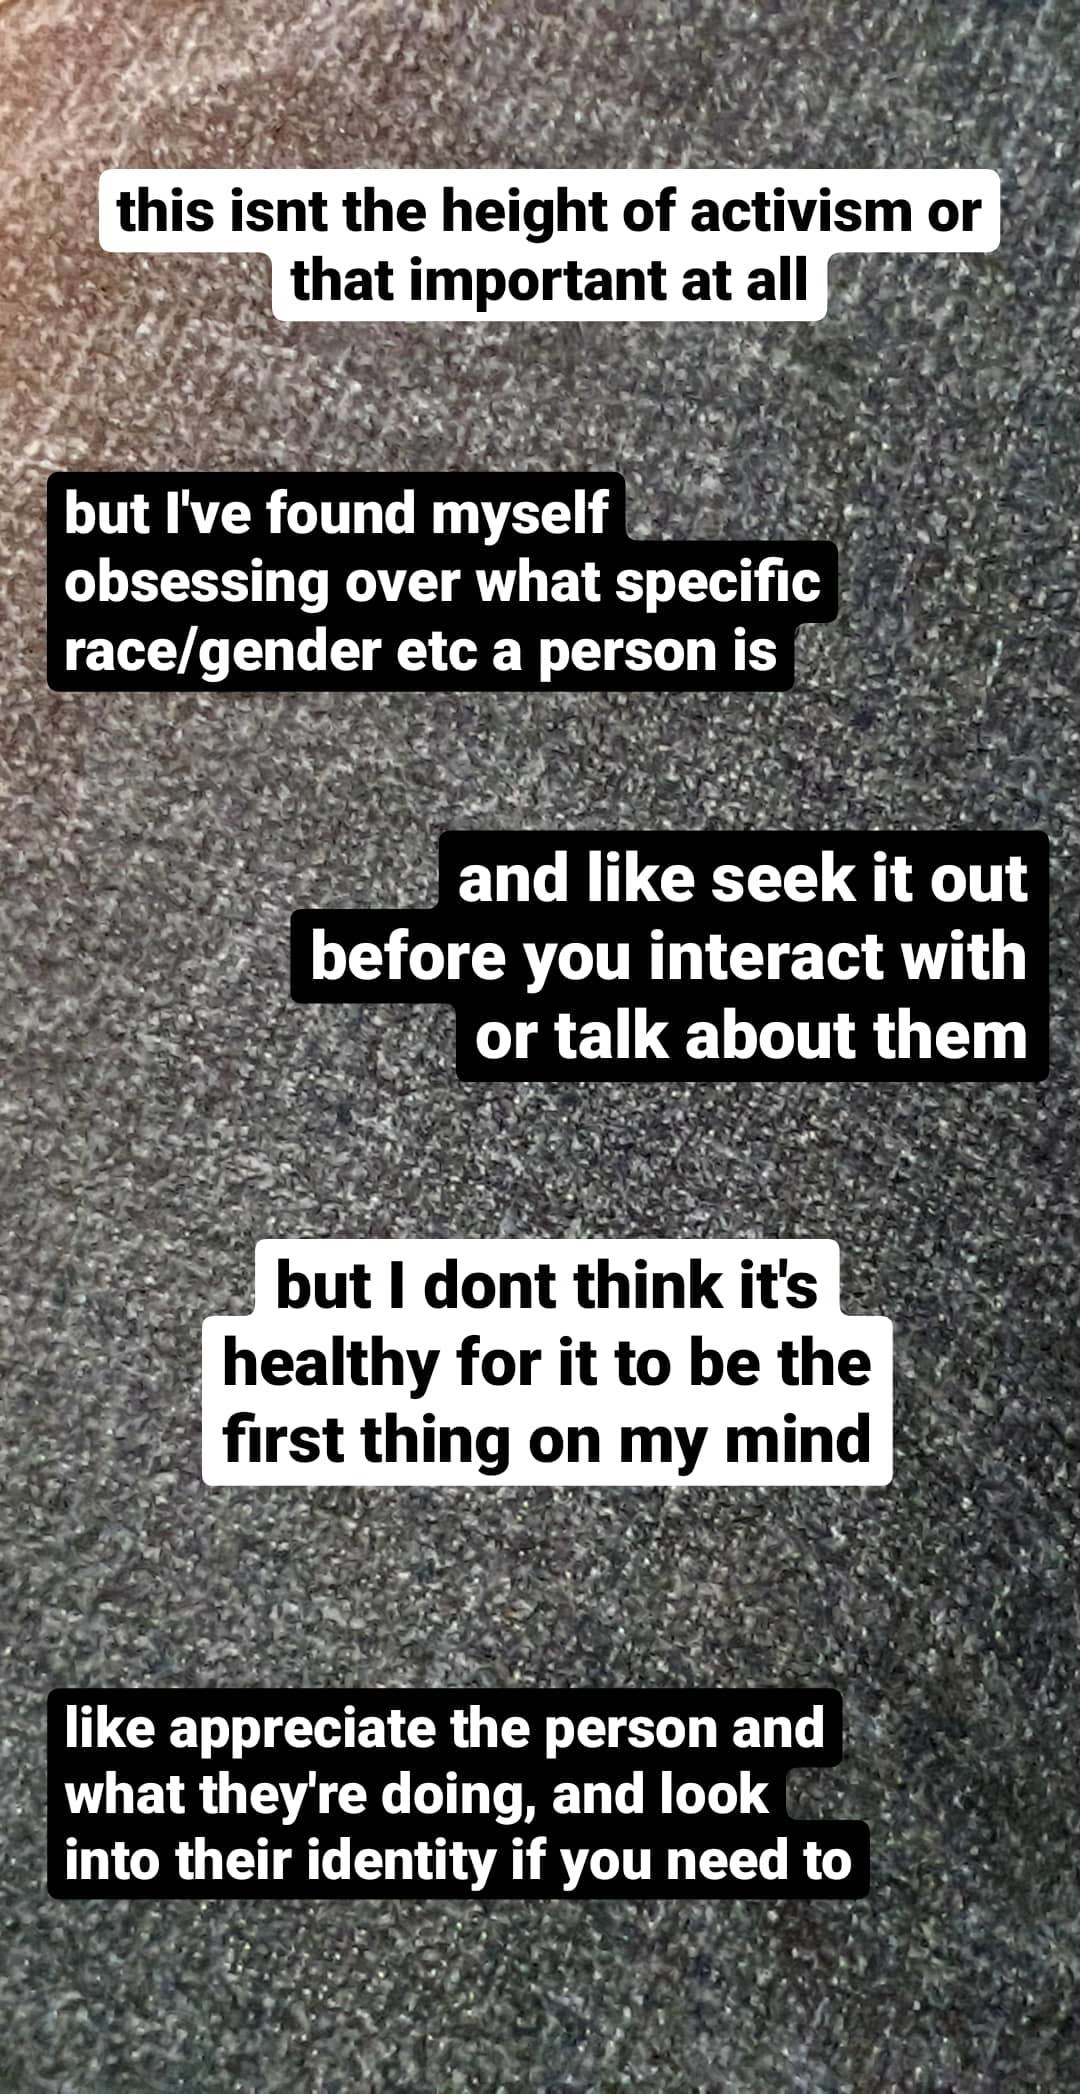 this isnt the height of activism or
that important at all
but I've found myself
obsessing over what specific
race/gender etc a person is
and like seek it out
before you interact with
or talk about them
but I dont think it's
healthy for it to be the
first thing on my mind
like appreciate the person and
what they're doing, and look
into their identity if you need to